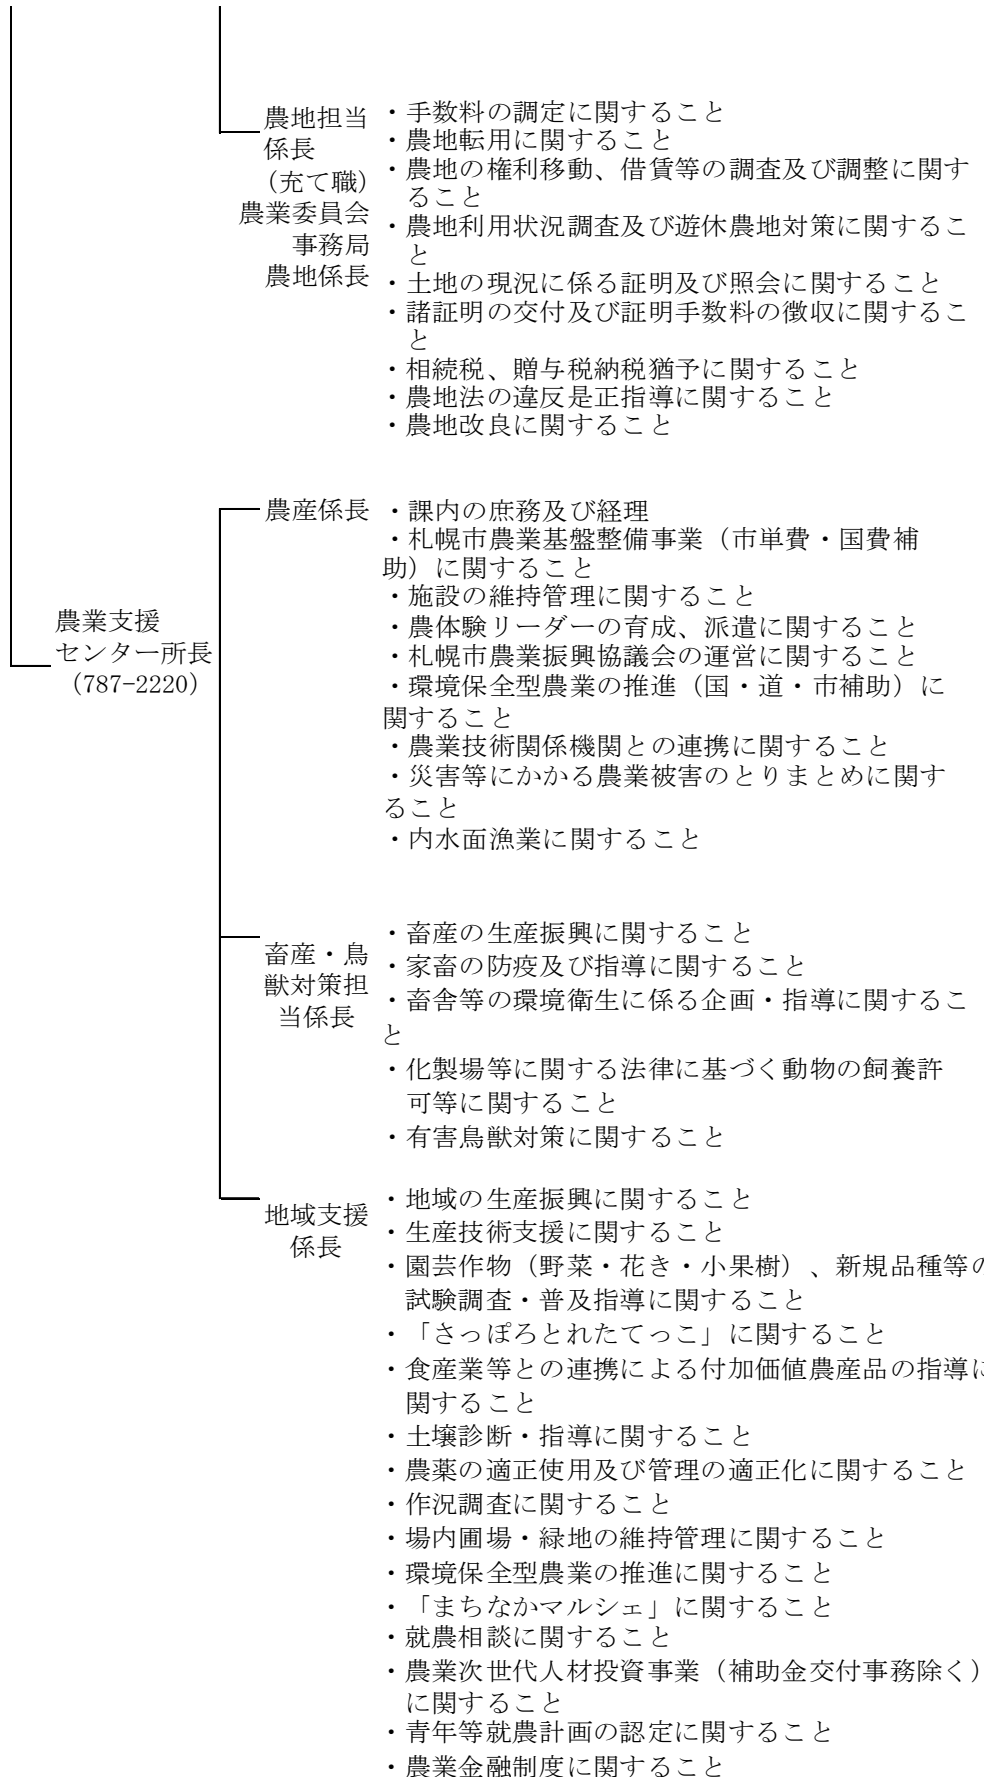 農地担当
係長
(充て職)
農業委員会
事務局
農地係長
・手数料の調定に関すること
・農地転用に関すること
・農地の権利移動、借賃等の調査及び調整に関す
ること
・農地利用状況調査及び遊休農地対策に関するこ
と
・土地の現況に係る証明及び照会に関すること
・諸証明の交付及び証明手数料の徴収に関するこ
と
・相続税、贈与税納税猶予に関すること
・農地法の違反是正指導に関すること
・農地改良に関すること
農業支援
センター所長
(787-2220)
農産係長
・課内の庶務及び経理
・札幌市農業基盤整備事業(市単費・国費補
助)に関すること
・施設の維持管理に関すること
・農体験リーダーの育成、派遣に関すること
・札幌市農業振興協議会の運営に関すること
・環境保全型農業の推進(国・道・市補助)に
関すること
・農業技術関係機関との連携に関すること
・災害等にかかる農業被害のとりまとめに関す
ること
・内水面漁業に関すること
畜産・鳥
獣対策担
当係長
・畜産の生産振興に関すること
・家畜の防疫及び指導に関すること
・畜舎等の環境衛生に係る企画・指導に関するこ
と
・化製場等に関する法律に基づく動物の飼養許
可等に関すること
・有害鳥獣対策に関すること
地域支援
係長
・地域の生産振興に関すること
・生産技術支援に関すること
・園芸作物(野菜・花き・小果樹)、新規品種等の
試験調査・普及指導に関すること
・「さっぽろとれたてっこ」に関すること
・食産業等との連携による付加価値農産品の指導に
関すること
・土壌診断・指導に関すること
・農薬の適正使用及び管理の適正化に関すること
・作況調査に関すること
・場内圃場・緑地の維持管理に関すること
・環境保全型農業の推進に関すること
・「まちなかマルシェ」に関すること
・就農相談に関すること
・農業次世代人材投資事業(補助金交付事務除く)
に関すること
・青年等就農計画の認定に関すること
・農業金融制度に関すること